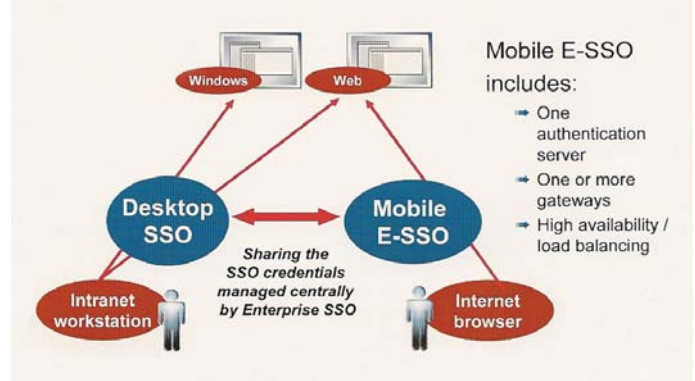 Windows
Web
Mobile E-SSO
includes:
One
authentication
server
One or more
gateways
High availability /
load balancing
Desktop
SSO
Mobile
E-SSO
Sharing the
SSO credentials
managed centrally
by Enterprise SSO
Intranet
workstation
Internet
browser